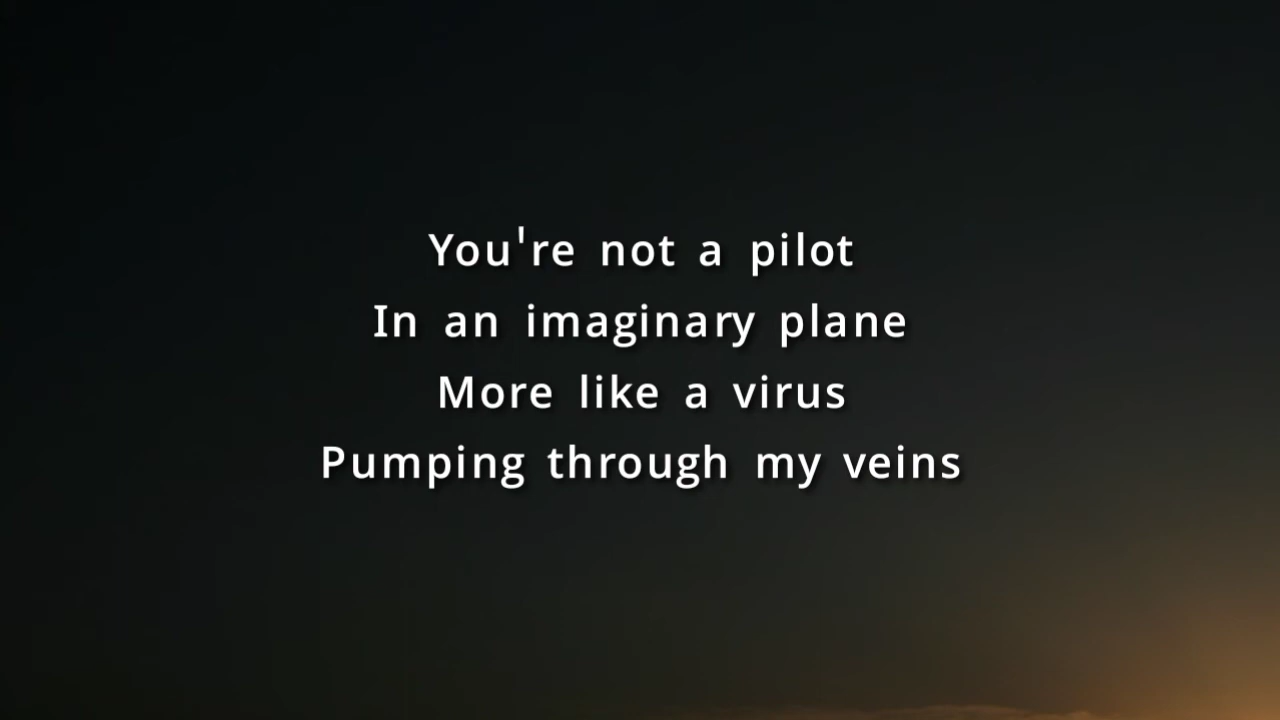 You're not a pilot
In an imaginary plane
More like a virus
Pumping through my veins